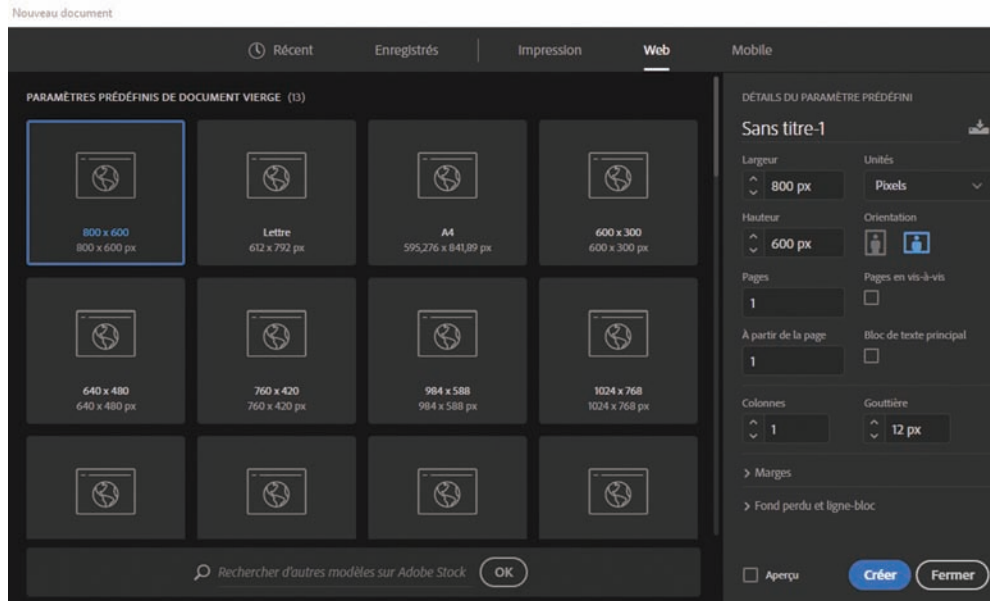 Nouveau document
Récent Enregistrés Impression Web Mobile
PARAMÈTRES PRÉDÉFINIS DE DOCUMENT VIERGE (13)
800 x 600
800 x 600 px
Lettre
612 x 792 px
A4
595,276 x 841,89 px
600 x 300
600 x 300 px
640 x 480
640 x 480 px
760 x 420
760 x 420 px
984 x 588
984 x 588 px
1024 x 768
1024 x 768 px
Rechercher d'autres modèles sur Adobe Stock OK
DÉTAILS DU PARAMÈTRE PRÉDÉFINI
Sans titre-1
Largeur Unités
800 px Pixels
Hauteur Orientation
600 px
Pages Pages en vis-à-vis
1
À partir de la page Bloc de texte principal
1
Colonnes Gouttière
1 12 px
> Marges
> Fond perdu et ligne-bloc
Aperçu Créer Fermer